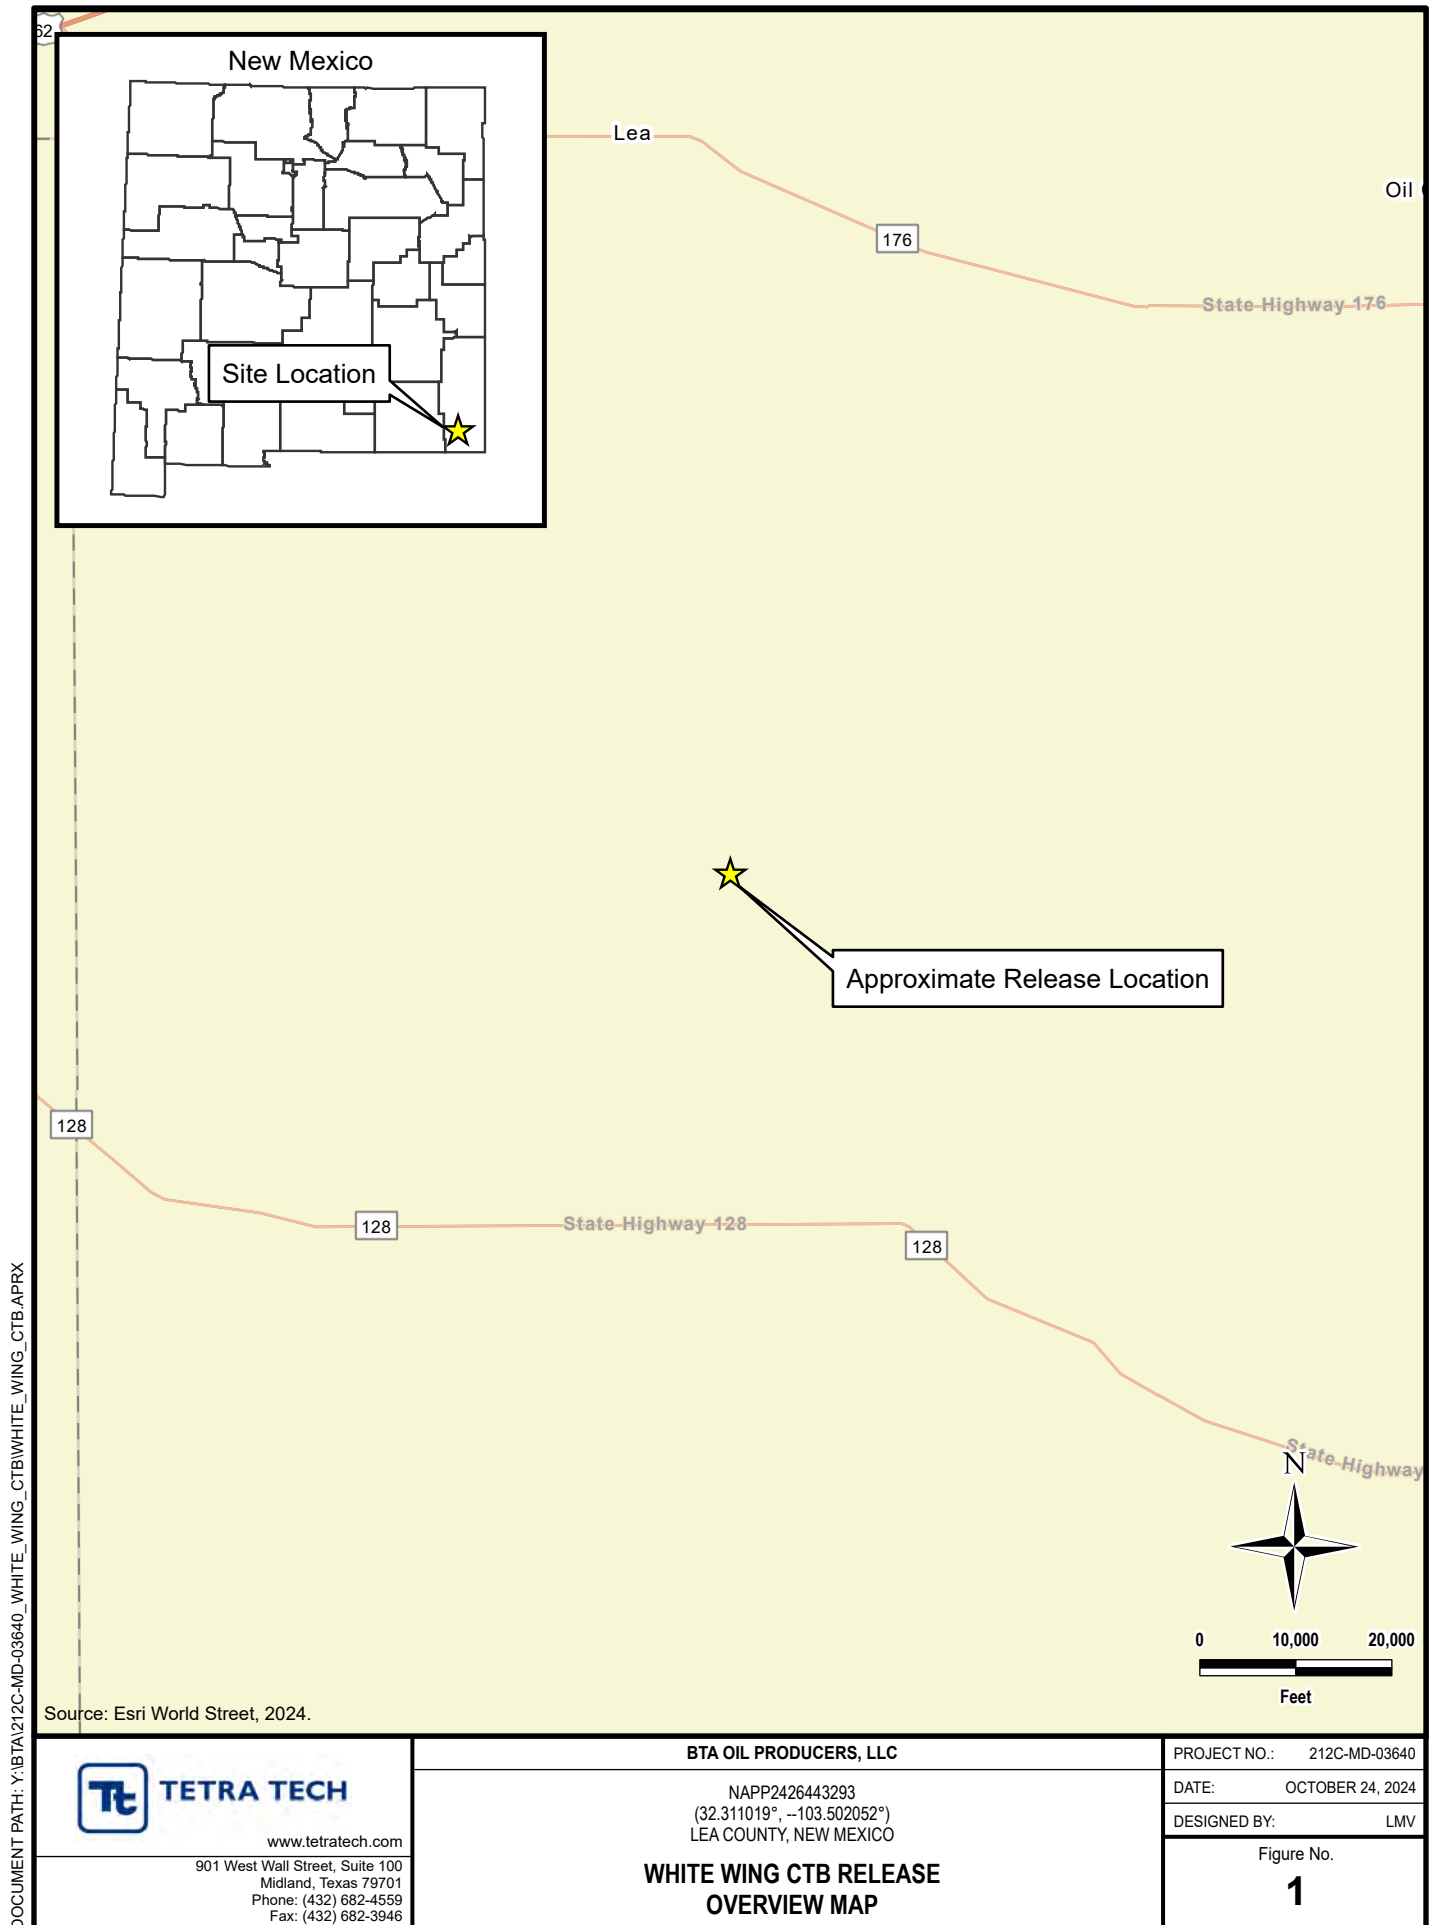 62
New Mexico
Site Location
Lea
Oil
176
State Highway 176
Approximate Release Location
128
128
State Highway 128
128
State Highway
N
0 10,000 20,000
Feet
Source: Esri World Street, 2024.
DOCUMENT PATH: Y:\BTA\212C-MD-03640_WHITE_WING_CTB\WHITE_WING_CTB.APRX
Tt TETRA TECH
www.tetratech.com
901 West Wall Street, Suite 100
Midland, Texas 79701
Phone: (432) 682-4559
Fax: (432) 682-3946
BTA OIL PRODUCERS, LLC
NAPP2426443293
(32.311019°, --103.502052°)
LEA COUNTY, NEW MEXICO
WHITE WING CTB RELEASE
OVERVIEW MAP
PROJECT NO.: 212C-MD-03640
DATE: OCTOBER 24, 2024
DESIGNED BY: LMV
Figure No.
1